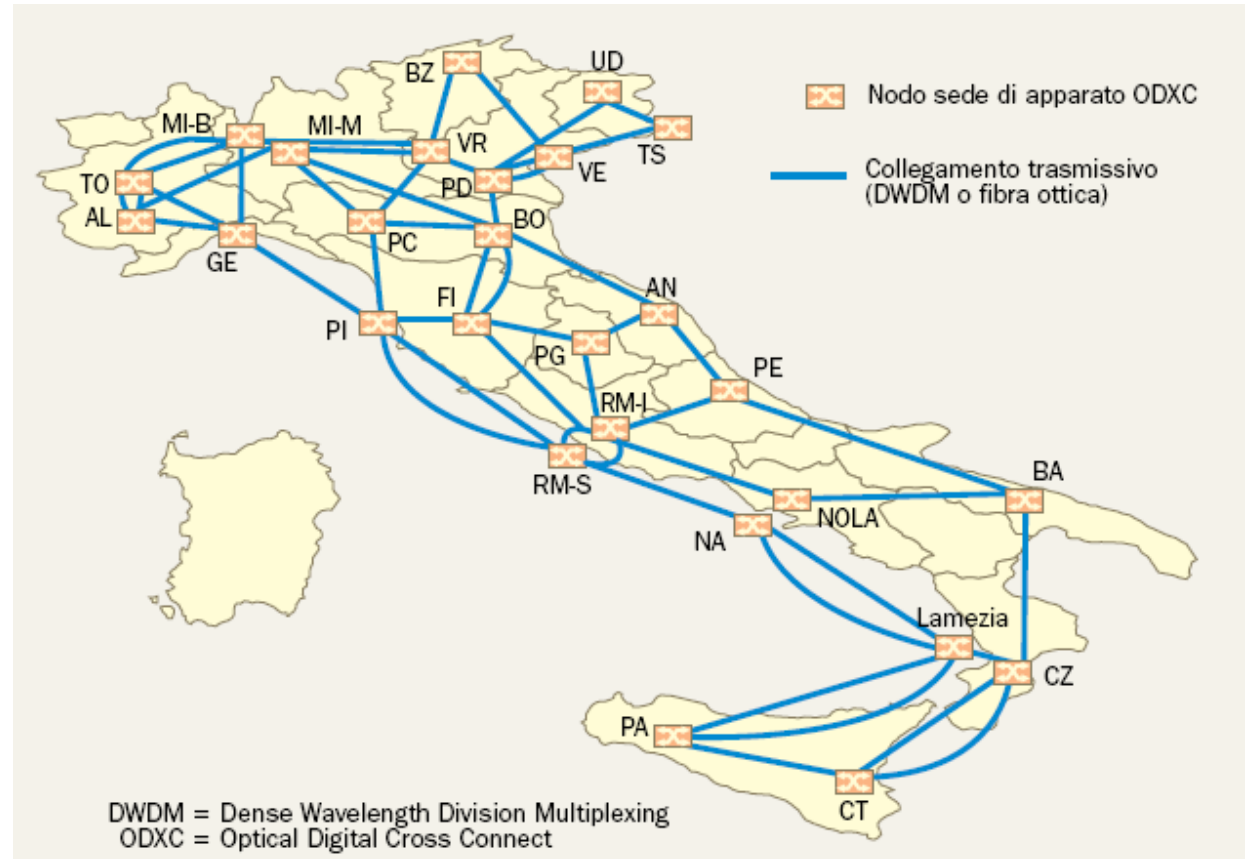 BZ
UD
Nodo sede di apparato ODXC
MI-B
MI-M
VR
VE
TS
TO
PD
Collegamento trasmissivo
(DWDM o fibra ottica)
AL
PC
BO
GE
FI
AN
PI
PG
PE
RM-I
RM-S
BA
NOLA
NA
Lamezia
CZ
PA
CT
DWDM = Dense Wavelength Division Multiplexing
ODXC = Optical Digital Cross Connect